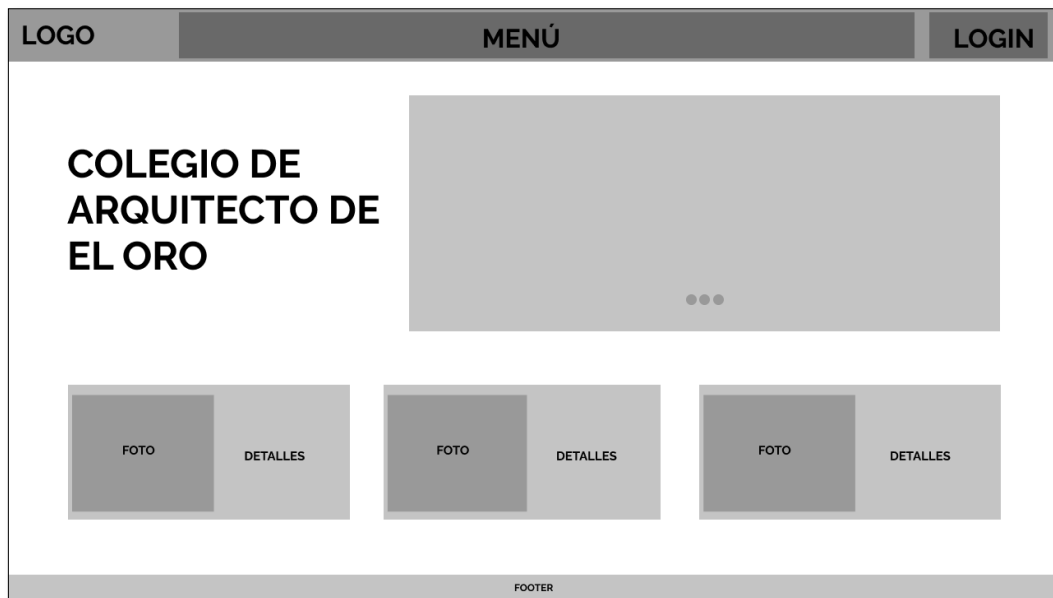 LOGO
MENÚ
LOGIN
COLEGIO DE
ARQUITECTO DE
EL ORO
FOTO
DETALLES
FOTO
DETALLES
FOTO
DETALLES
FOOTER